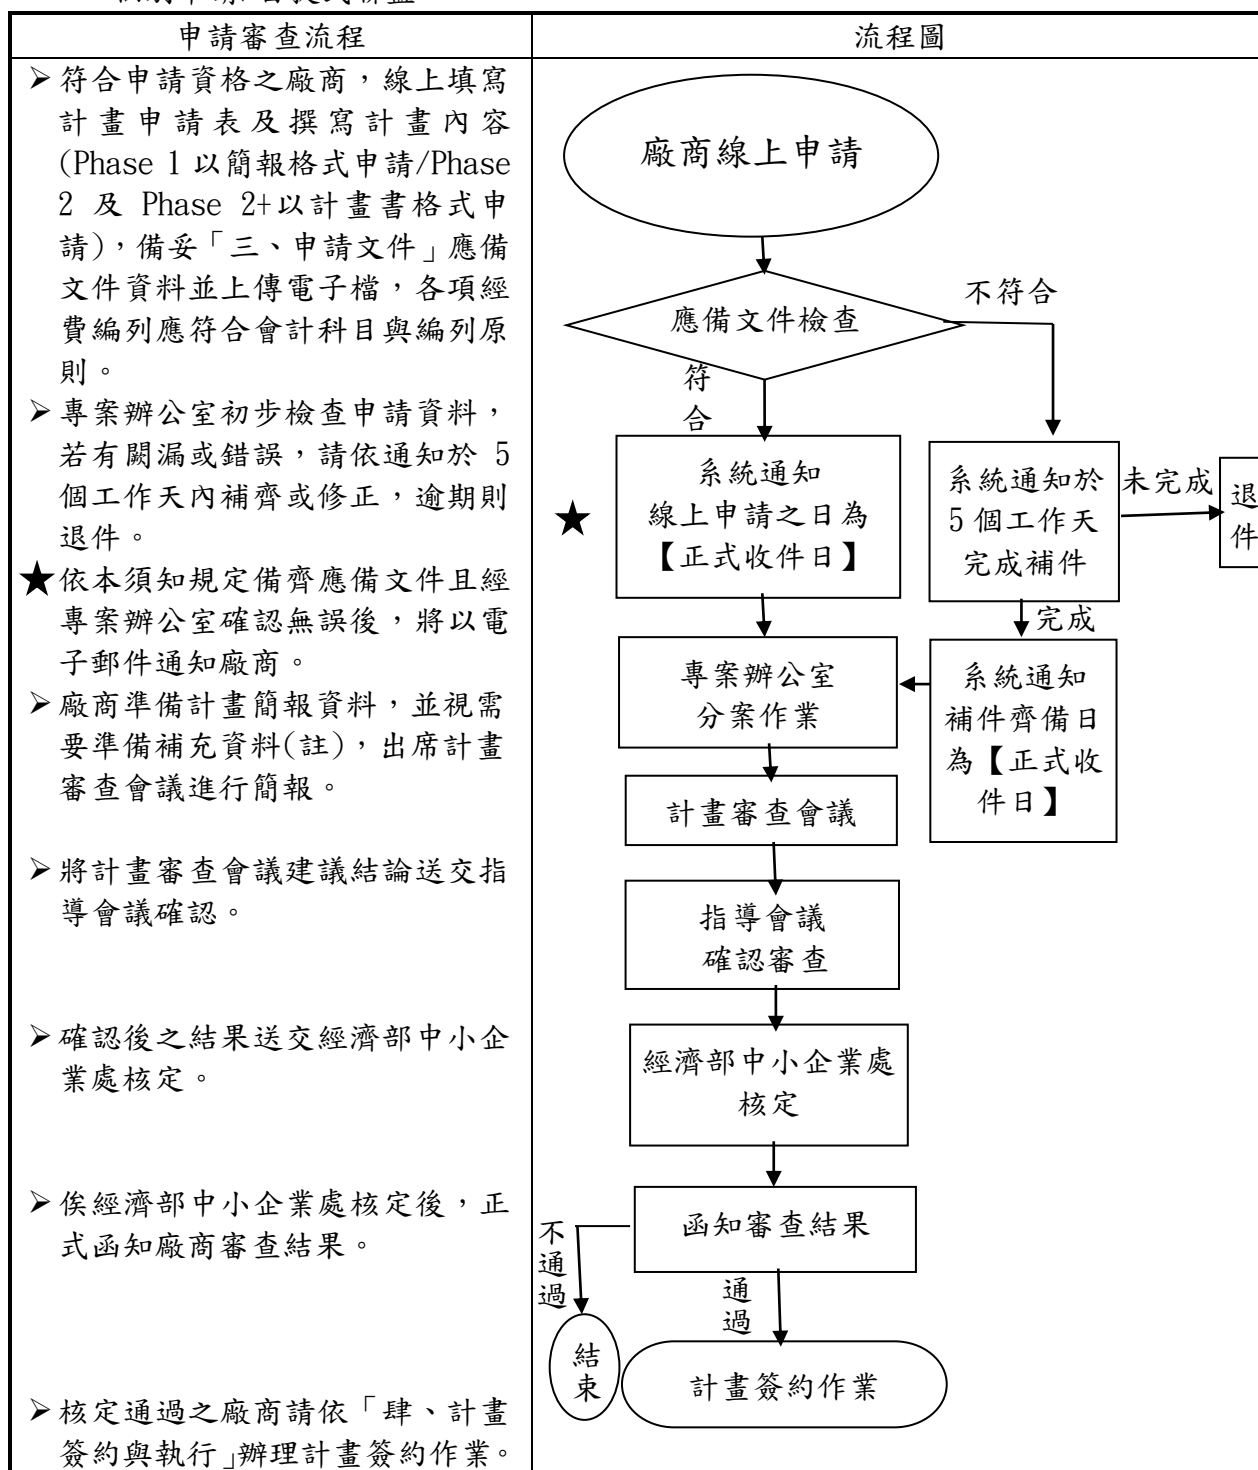 申請審查流程
流程圖
➢符合申請資格之廠商，線上填寫
計畫申請表及撰寫計畫內容
(Phase 1 以簡報格式申請/Phase
2 及 Phase 2+以計畫書格式申
請)，備妥「三、申請文件」應備
文件資料並上傳電子檔，各項經
費編列應符合會計科目與編列原
則。
➢專案辦公室初步檢查申請資料，
若有闕漏或錯誤，請依通知於 5
個工作天內補齊或修正，逾期則
退件。
★依本須知規定備齊應備文件且經
專案辦公室確認無誤後，將以電
子郵件通知廠商。
➢廠商準備計畫簡報資料，並視需
要準備補充資料(註)，出席計畫
審查會議進行簡報。
➢將計畫審查會議建議結論送交指
導會議確認。
➢確認後之結果送交經濟部中小企
業處核定。
➢俟經濟部中小企業處核定後，正
式函知廠商審查結果。
➢核定通過之廠商請依「肆、計畫
簽約與執行」辦理計畫簽約作業。
廠商線上申請
應備文件檢查
不符合
符
合
★
系統通知
線上申請之日為
【正式收件日】
系統通知於
5 個工作天
完成補件
未完成
退
件
完成
專案辦公室
分案作業
系統通知
補件齊備日
為【正式收
件日】
計畫審查會議
指導會議
確認審查
經濟部中小企業處
核定
函知審查結果
不
通
過
通
過
結
束
計畫簽約作業